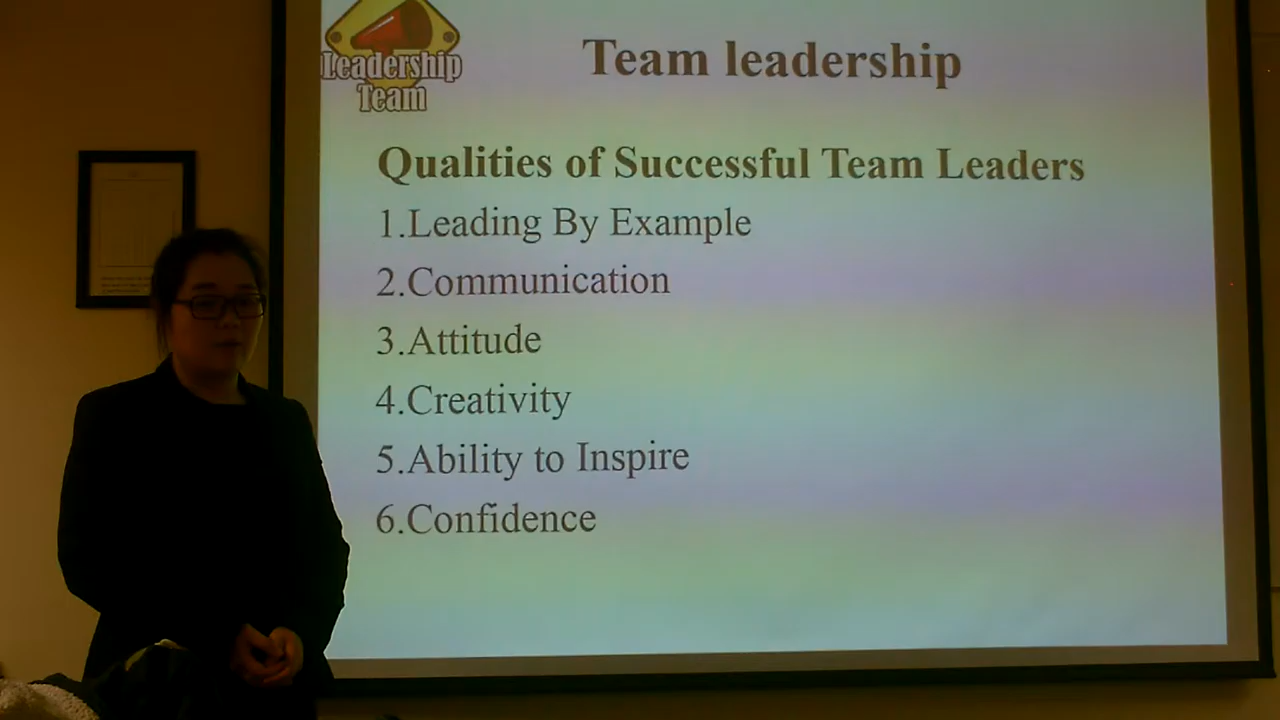 Leadership
Team
Team leadership
Qualities of Successful Team Leaders
1.Leading By Example
2.Communication
3.Attitude
4.Creativity
5.Ability to Inspire
6.Confidence